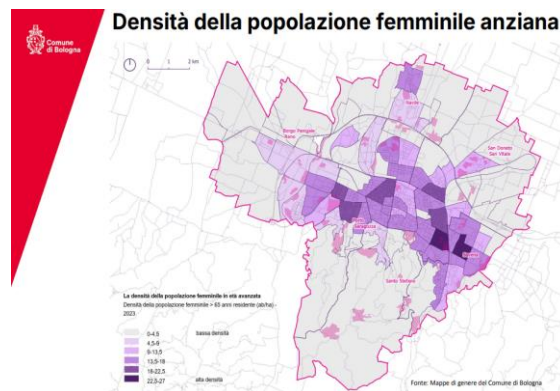 Densità della popolazione femminile anziana
Comune
di Bologna
0 1 2 km
Navile
Borgo Panigale
Reno
San Donato
San Vitale
Saragozza
Savena
Santo Stefano
La densità della popolazione femminile in età avanzata
Densità della popolazione femminile > 65 anni residente (ab/ha) -
2023
0-4,5 bassa densità
4,5-9
9-13,5
13,5-18
18-22,5
22,5-27 alta densità
Fonte: Mappe di genere del Comune di Bologna